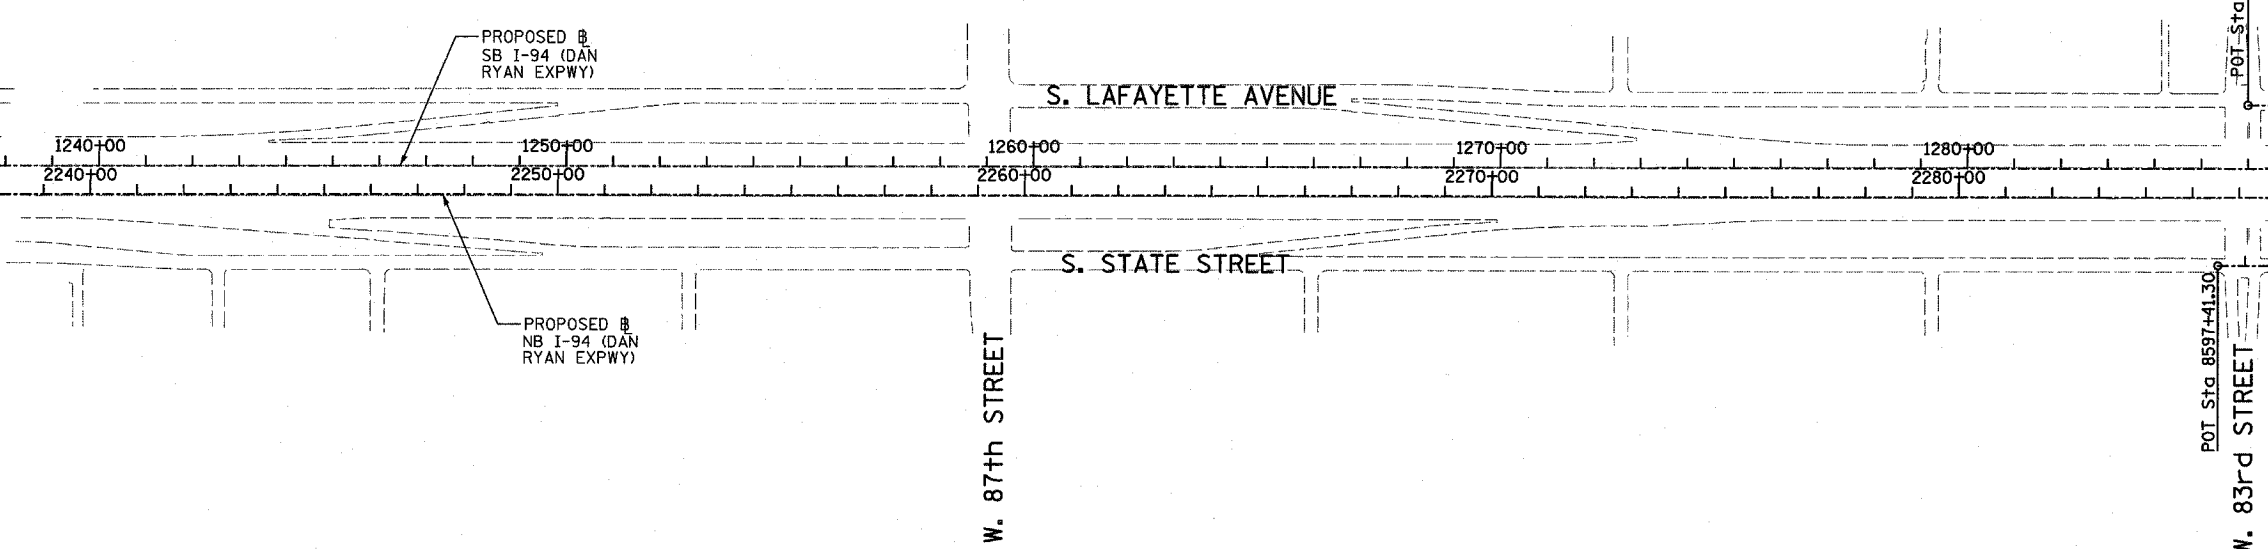 PROPOSED ℄
SB I-94 (DAN
RYAN EXPWY)
POT Sta
S. LAFAYETTE AVENUE
1240+00 1250+00 1260+00 1270+00 1280+00
2240+00 2250+00 2260+00 2270+00 2280+00
S. STATE STREET
PROPOSED ℄
NB I-94 (DAN
RYAN EXPWY)
W. 87th STREET
POT Sta 8597+41.30
W. 83rd STREET